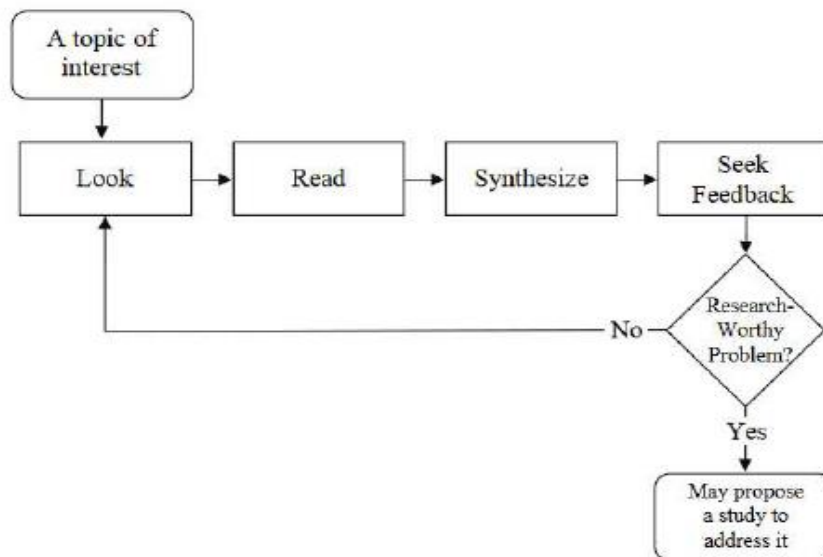 A topic of
interest
Look
Read
Synthesize
Seek
Feedback
Research-
Worthy
Problem?
No
Yes
May propose
a study to
address it